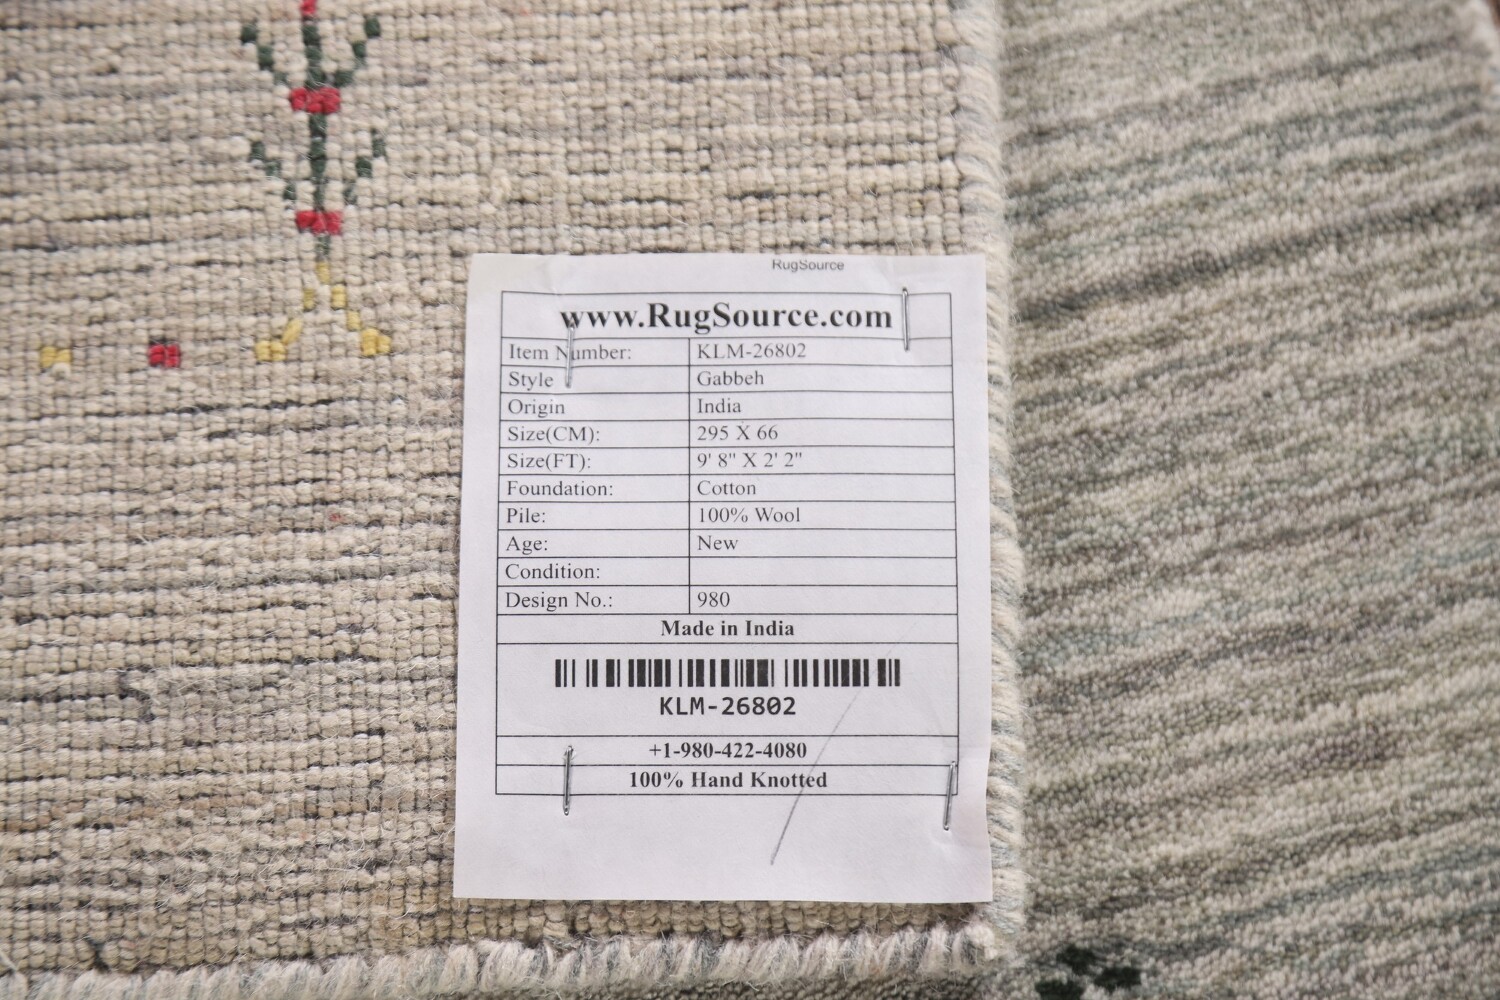 RugSource
www.RugSource.com
Item Number: KLM-26802
Style Gabbeh
Origin India
Size(CM): 295 X 66
Size(FT): 9' 8" X 2' 2"
Foundation: Cotton
Pile: 100% Wool
Age: New
Condition:
Design No.: 980
Made in India
KLM-26802
+1-980-422-4080
100% Hand Knotted